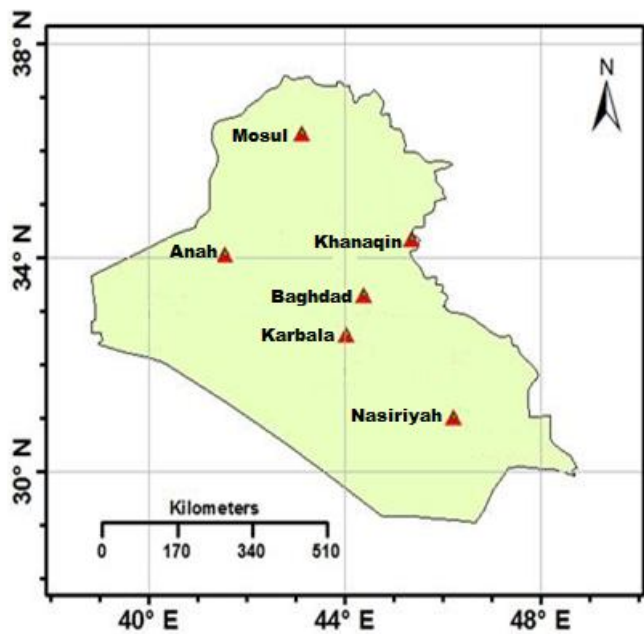 38° N
N
Mosul
Khanaqin
Anah
34° N
Baghdad
Karbala
Nasiriyah
30° N
Kilometers
0 170 340 510
40° E 44° E 48° E